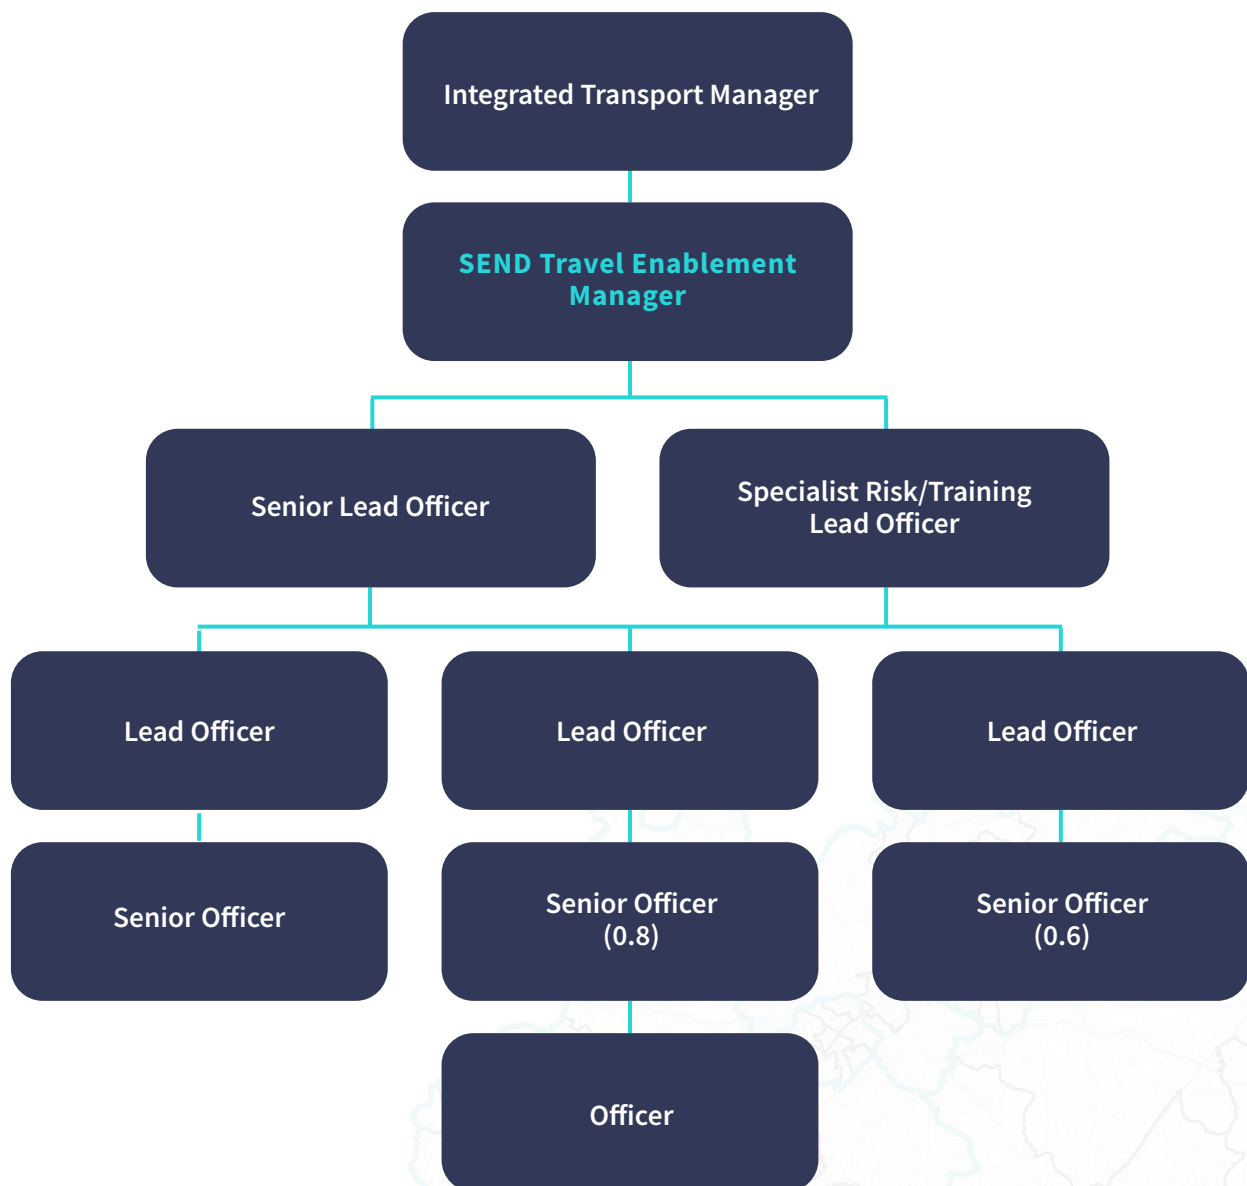 Integrated Transport Manager
SEND Travel Enablement
Manager
Senior Lead Officer
Specialist Risk/Training
Lead Officer
Lead Officer
Lead Officer
Lead Officer
Senior Officer
Senior Officer
(0.8)
Senior Officer
(0.6)
Officer